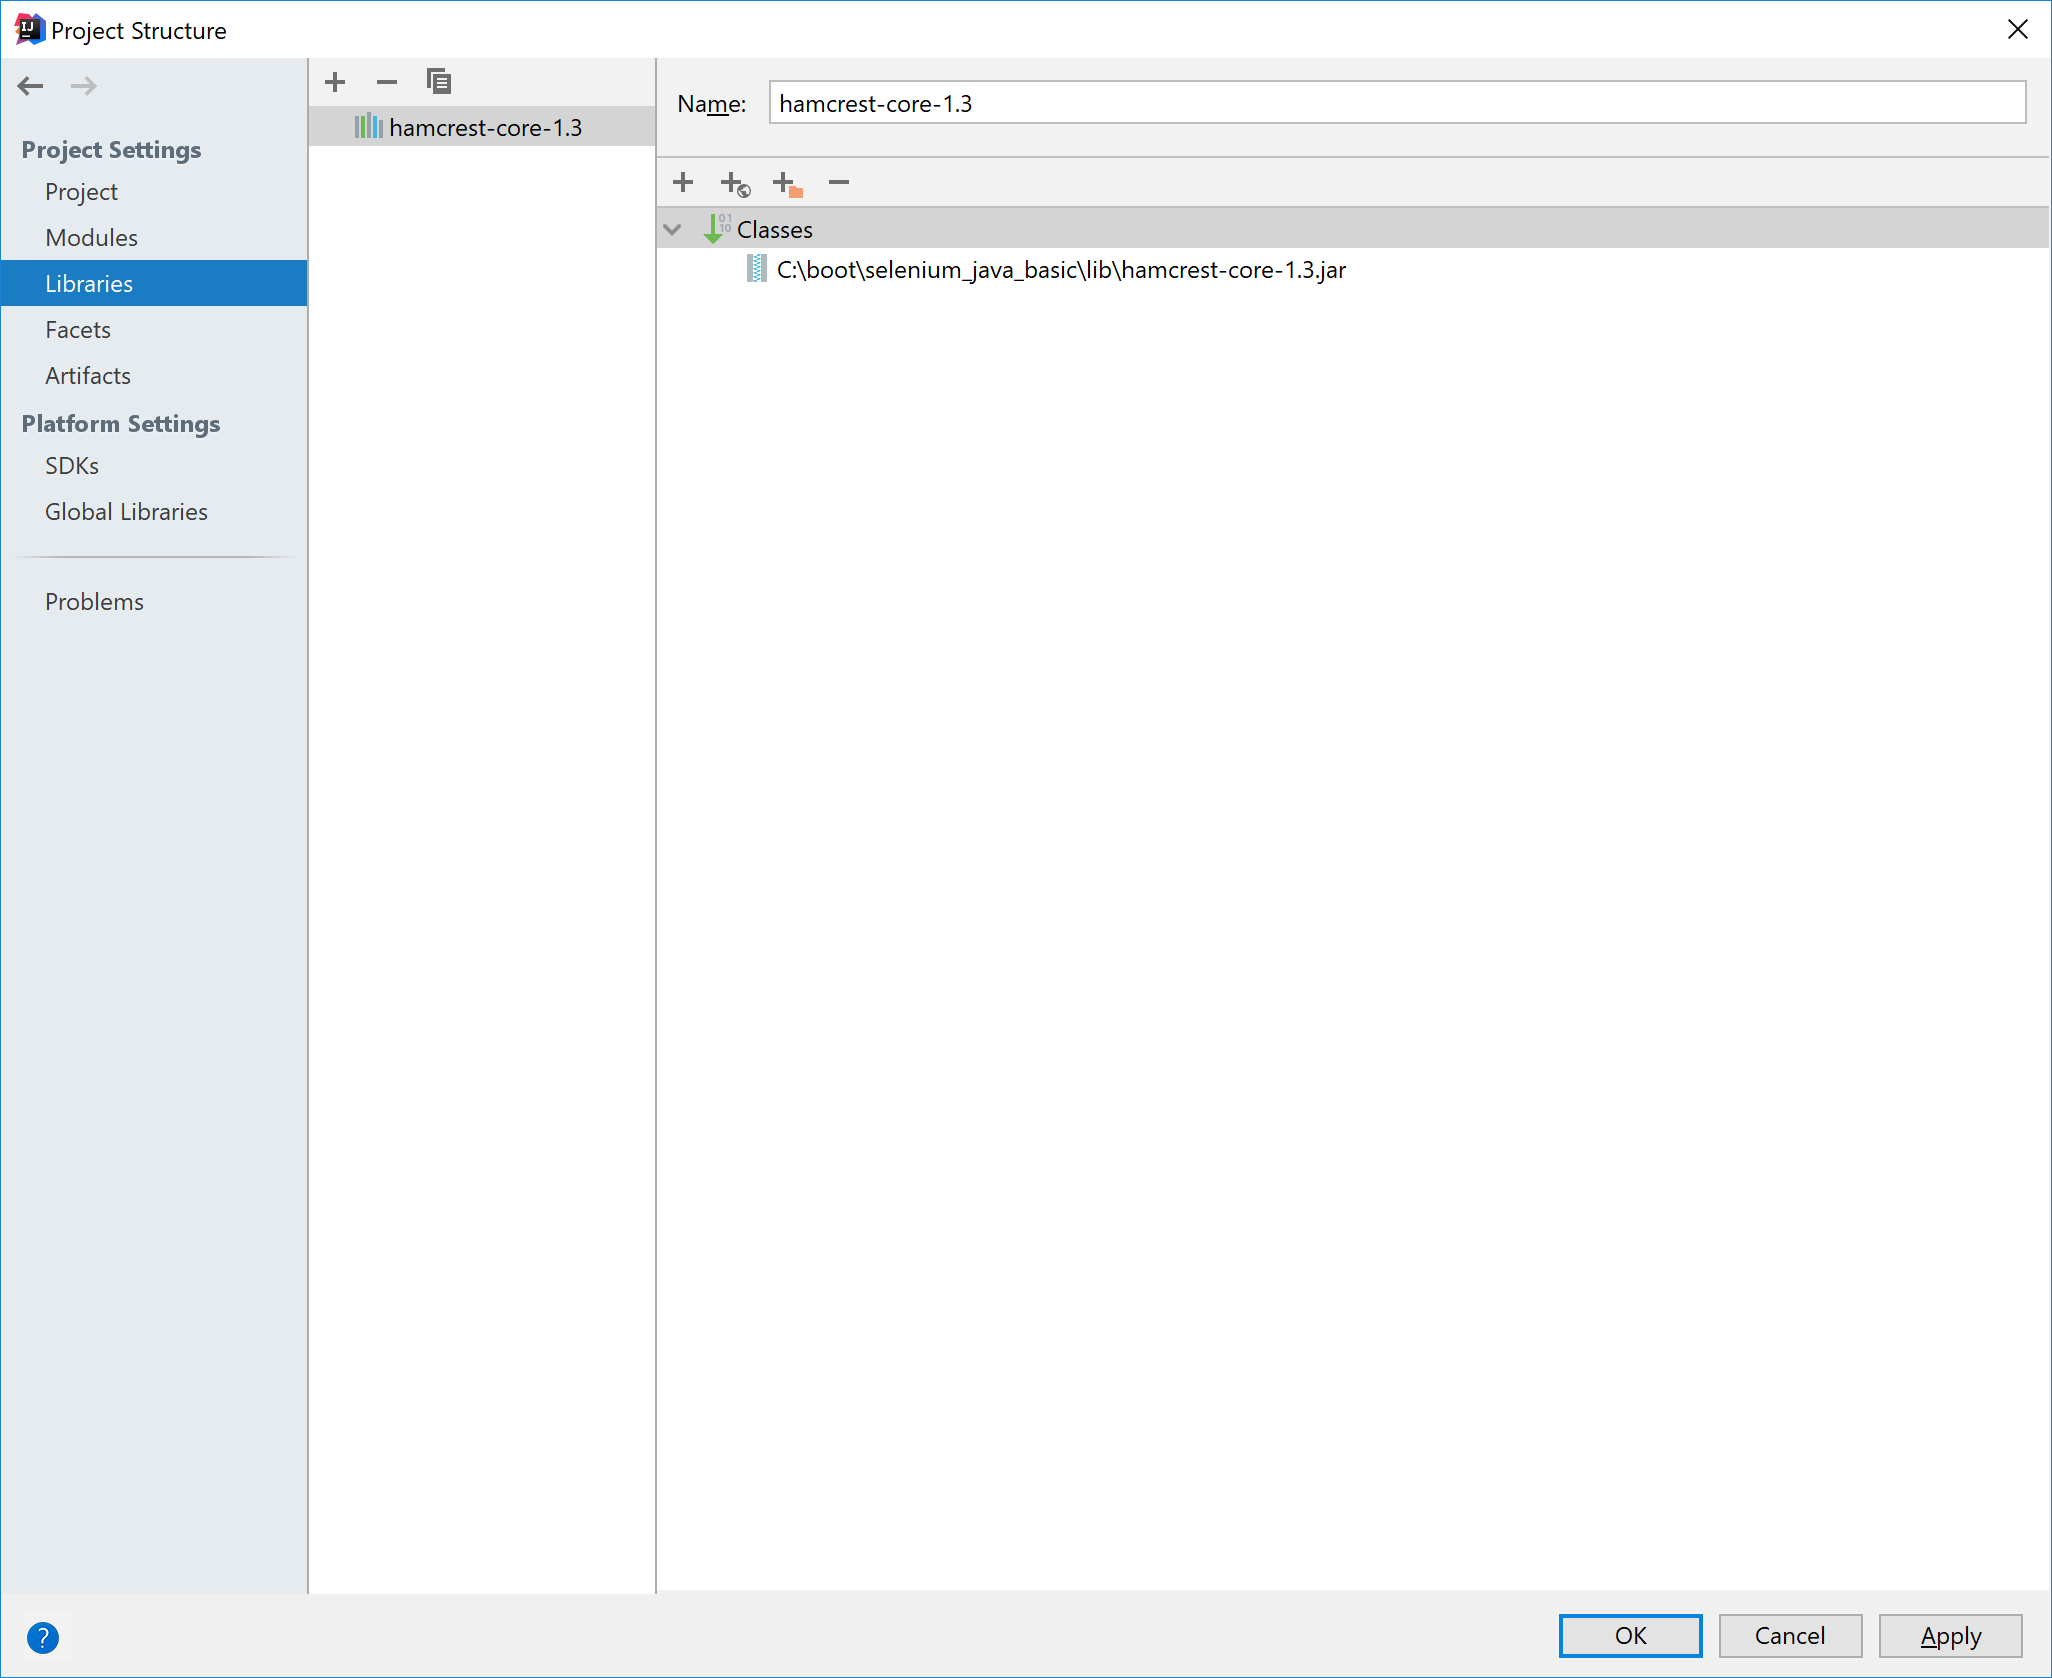 Project Structure
Project Settings
Project
Modules
Libraries
Facets
Artifacts
Platform Settings
SDKs
Global Libraries
Problems
hamcrest-core-1.3
Name: hamcrest-core-1.3
Classes
C:\boot\selenium_java_basic\lib\hamcrest-core-1.3.jar
? OK Cancel Apply